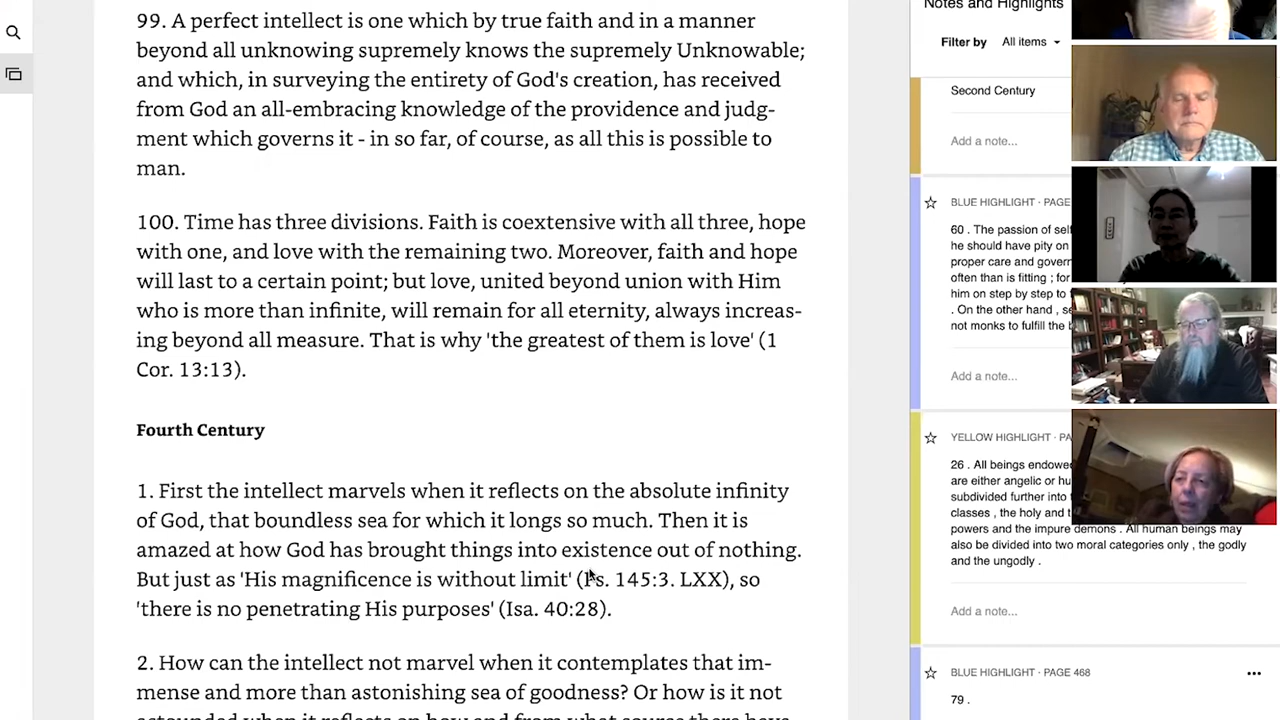 99. A perfect intellect is one which by true faith and in a manner
beyond all unknowing supremely knows the supremely Unknowable;
and which, in surveying the entirety of God's creation, has received
from God an all-embracing knowledge of the providence and judg-
ment which governs it - in so far, of course, as all this is possible to
man.
100. Time has three divisions. Faith is coextensive with all three, hope
with one, and love with the remaining two. Moreover, faith and hope
will last to a certain point; but love, united beyond union with Him
who is more than infinite, will remain for all eternity, always increas-
ing beyond all measure. That is why 'the greatest of them is love' (1
Cor. 13:13).
Fourth Century
1. First the intellect marvels when it reflects on the absolute infinity
of God, that boundless sea for which it longs so much. Then it is
amazed at how God has brought things into existence out of nothing.
But just as 'His magnificence is without limit' (Ps. 145:3. LXX), so
'there is no penetrating His purposes' (Isa. 40:28).
2. How can the intellect not marvel when it contemplates that im-
mense and more than astonishing sea of goodness? Or how is it not
astounded when it reflects on how and from what source there have
Notes and Highlights
Filter by All items
Second Century
Add a note...
BLUE HIGHLIGHT · PAGE
60 . The passion of self
he should have pity on
proper care and govern
often than is fitting ; for
him on step by step to
. On the other hand , se
not monks to fulfill the b
Add a note...
YELLOW HIGHLIGHT · PA
26 . All beings endowe
are either angelic or hu
subdivided further into t
classes , the holy and t
powers and the impure demons . All human beings may
also be divided into two moral categories only , the godly
and the ungodly .
Add a note...
BLUE HIGHLIGHT · PAGE 468
79 .